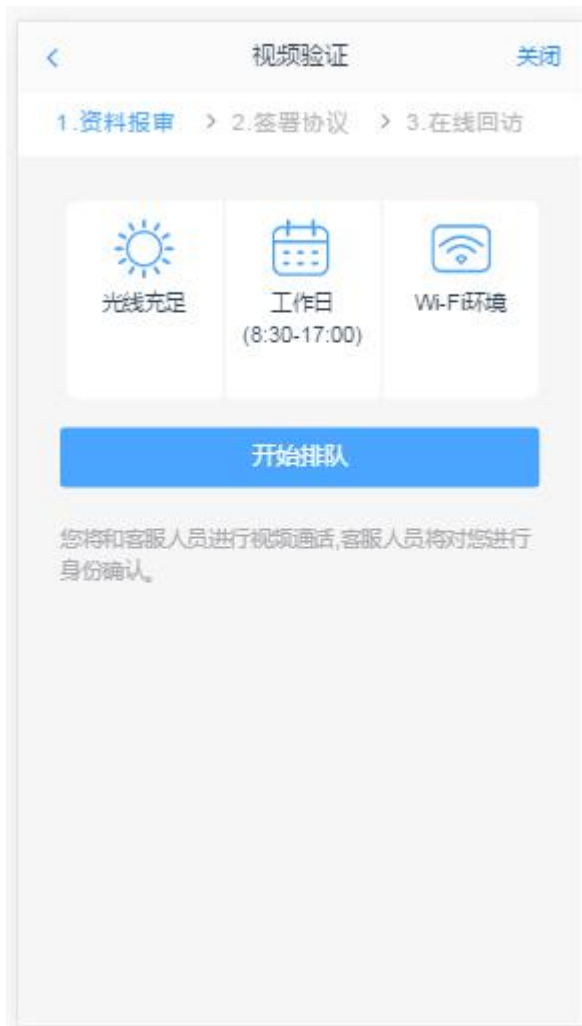 视频验证 关闭
1.资料报审 > 2.签署协议 > 3.在线回访
光线充足 工作日 Wi-Fi环境
(8:30-17:00)
开始排队
您将和客服人员进行视频通话,客服人员将对您进行
身份确认。